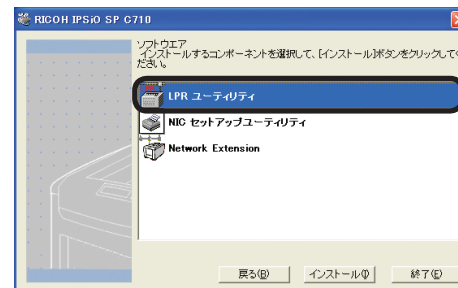 RICOH IPSiO SP C710
ソフトウエア
インストールするコンポーネントを選択して、[インストール]ボタンをクリックして
ださい。
LPR ユーティリティ
NIC セットアップユーティリティ
Network Extension
戻る(B)
インストール(I)
終了(E)